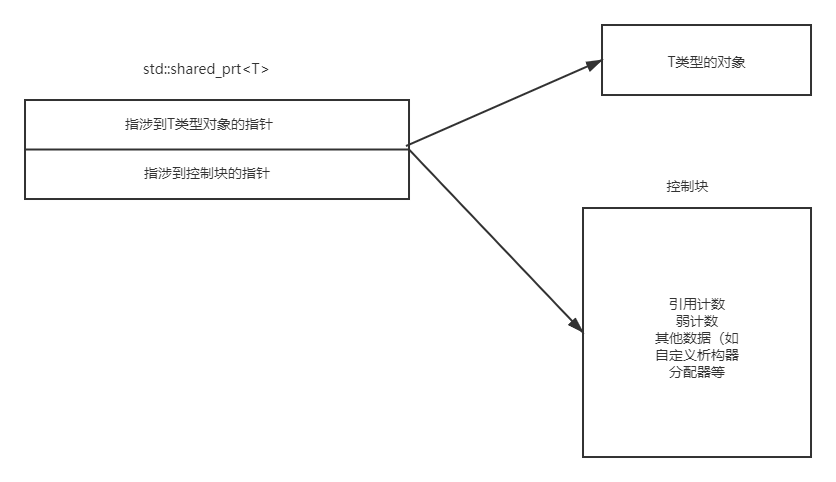 std::shared_prt<T>
指涉到T类型对象的指针
指涉到控制块的指针
T类型的对象
控制块
引用计数
弱计数
其他数据（如
自定义析构器
分配器等